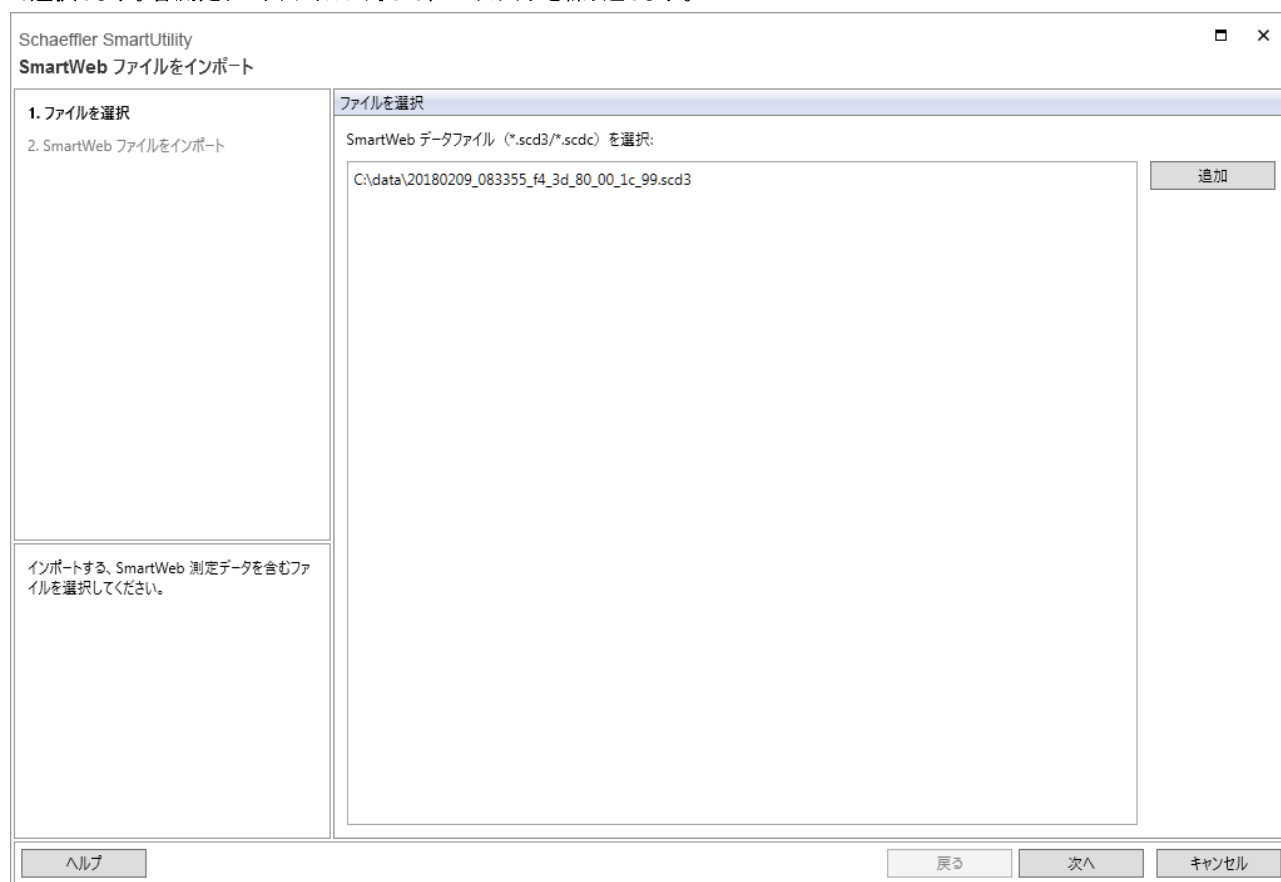 Schaeffler SmartUtility
SmartWeb ファイルをインポート
1. ファイルを選択
2. SmartWeb ファイルをインポート
ファイルを選択
SmartWeb データファイル（*.scd3/*.scdc）を選択:
C:\data\20180209_083355_f4_3d_80_00_1c_99.scd3
追加
インポートする、SmartWeb 測定データを含むファ
イルを選択してください。
ヘルプ
戻る
次へ
キャンセル